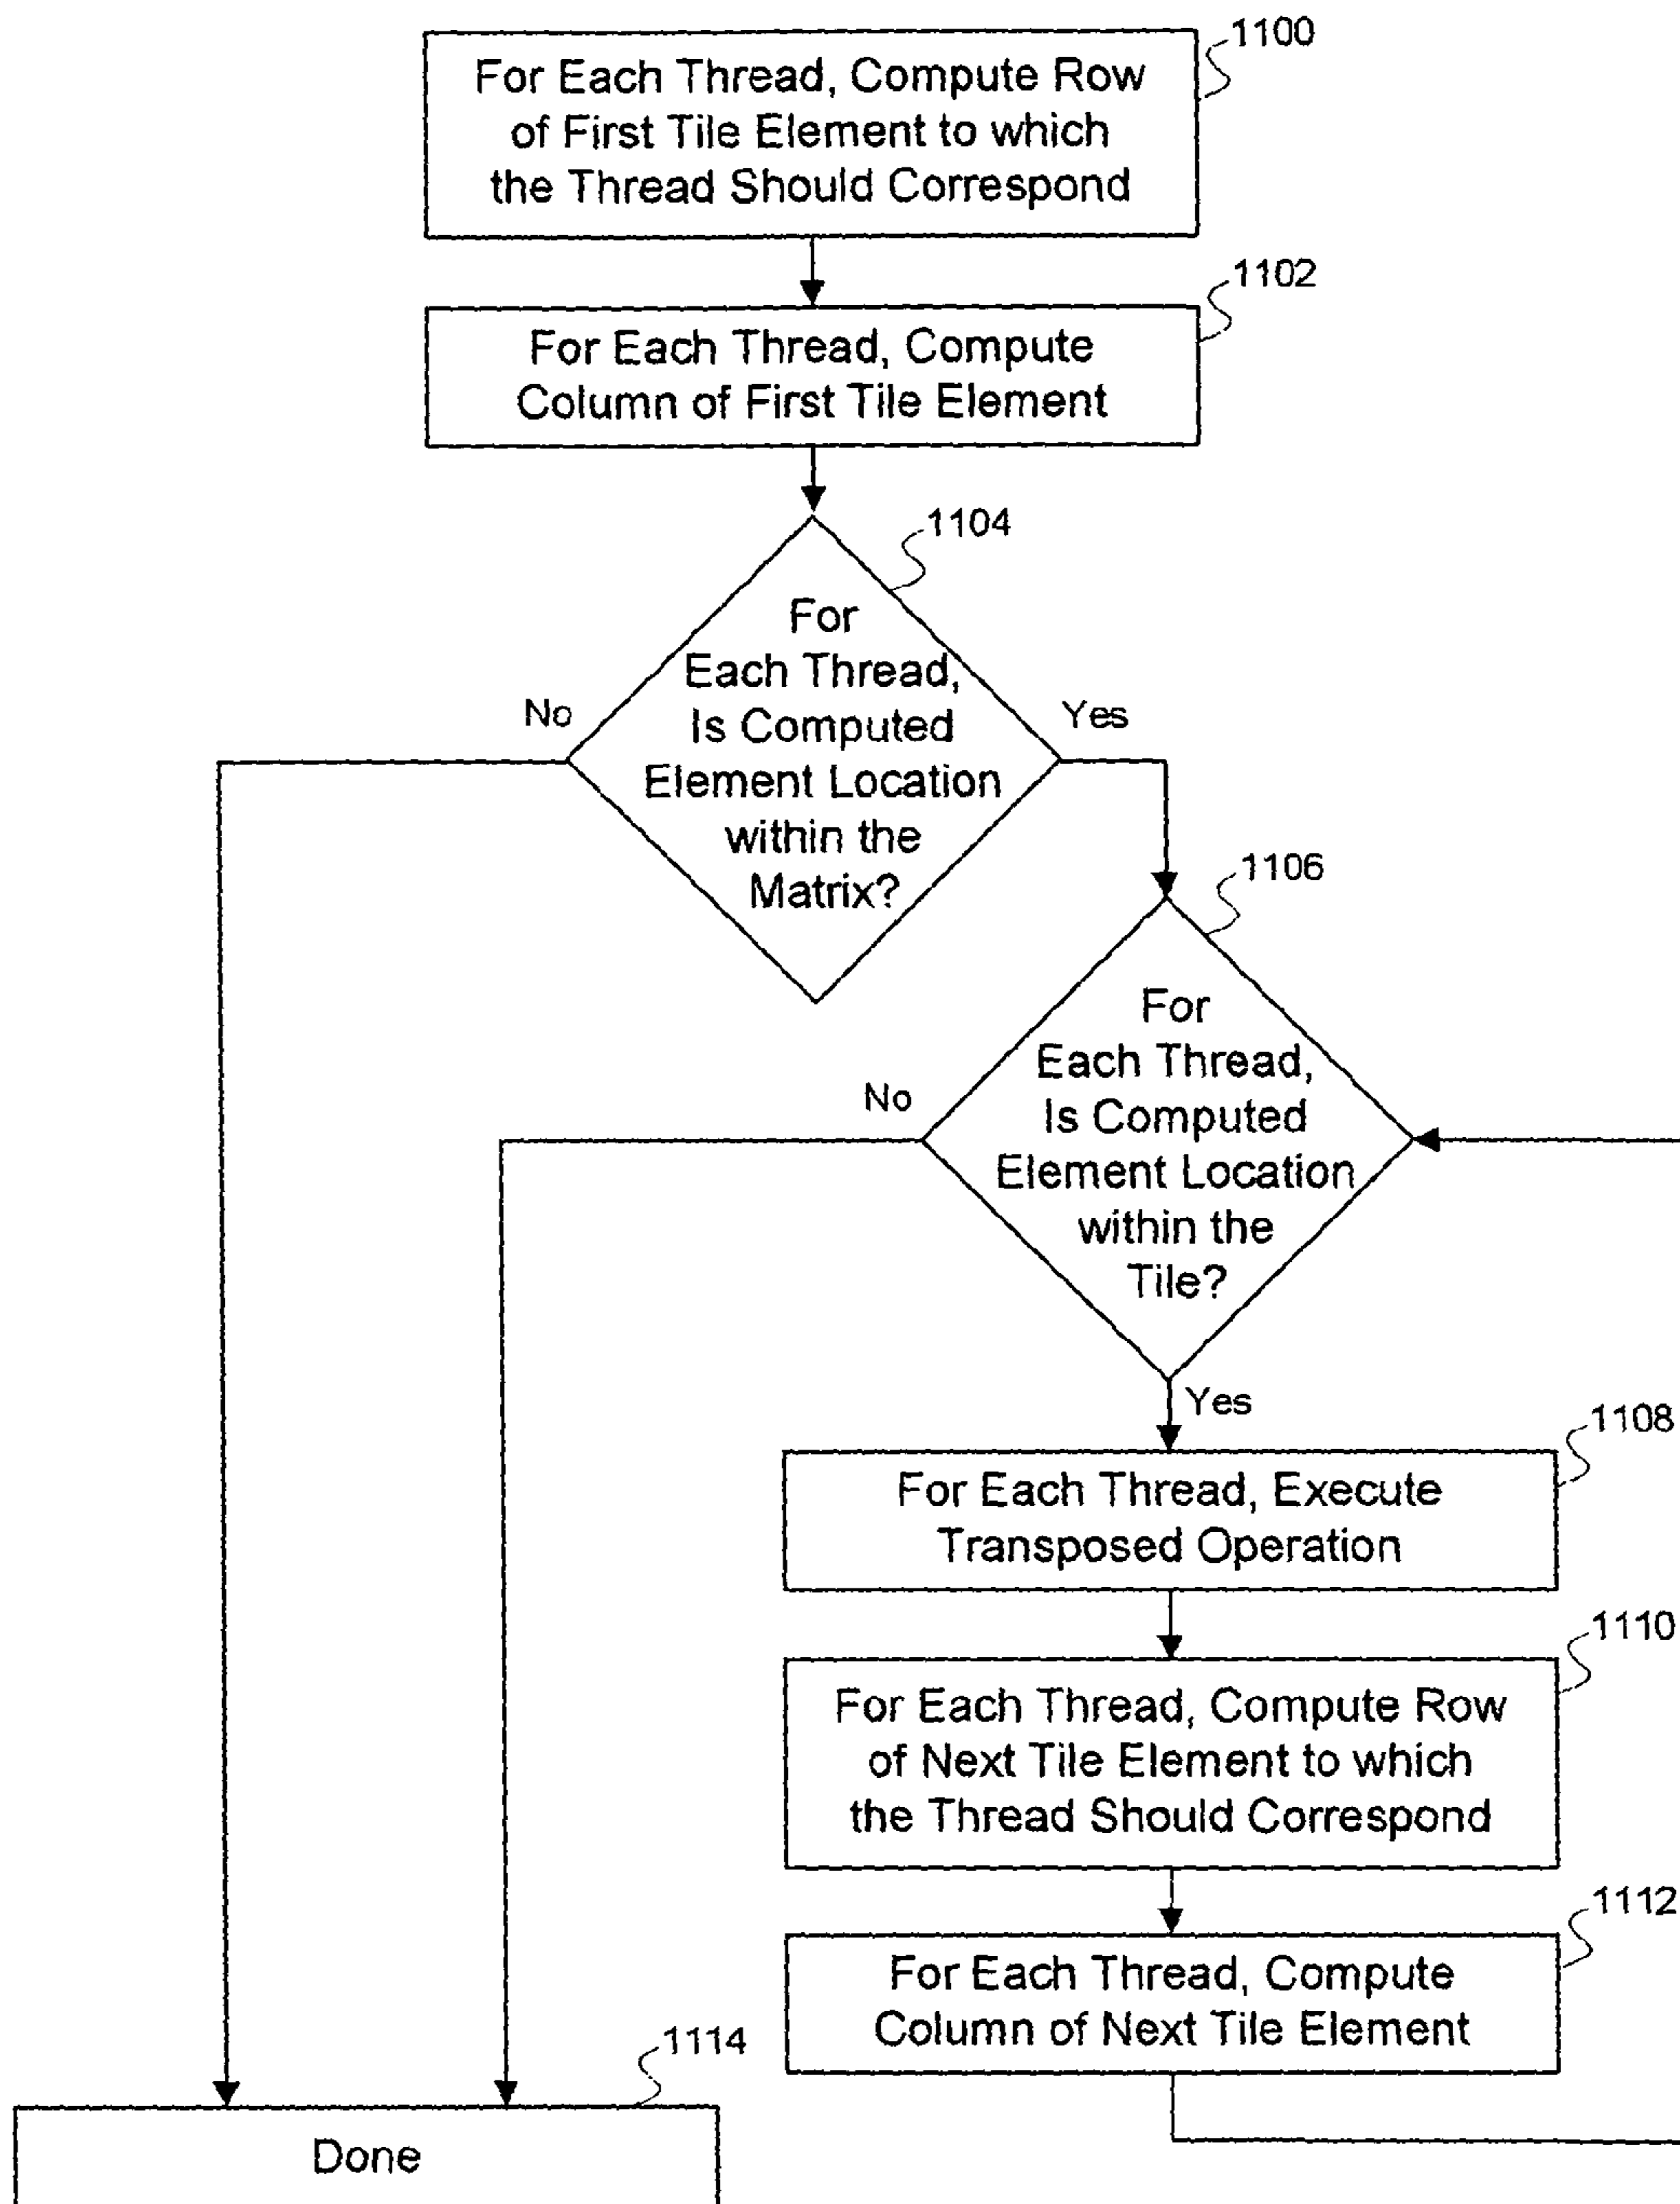 1100
For Each Thread, Compute Row
of First Tile Element to which
the Thread Should Correspond
1102
For Each Thread, Compute
Column of First Tile Element
1104
For
Each Thread,
Is Computed
Element Location
within the
Matrix?
No
Yes
1106
For
Each Thread,
Is Computed
Element Location
within the
Tile?
No
Yes
1108
For Each Thread, Execute
Transposed Operation
1110
For Each Thread, Compute Row
of Next Tile Element to which
the Thread Should Correspond
1112
For Each Thread, Compute
Column of Next Tile Element
1114
Done